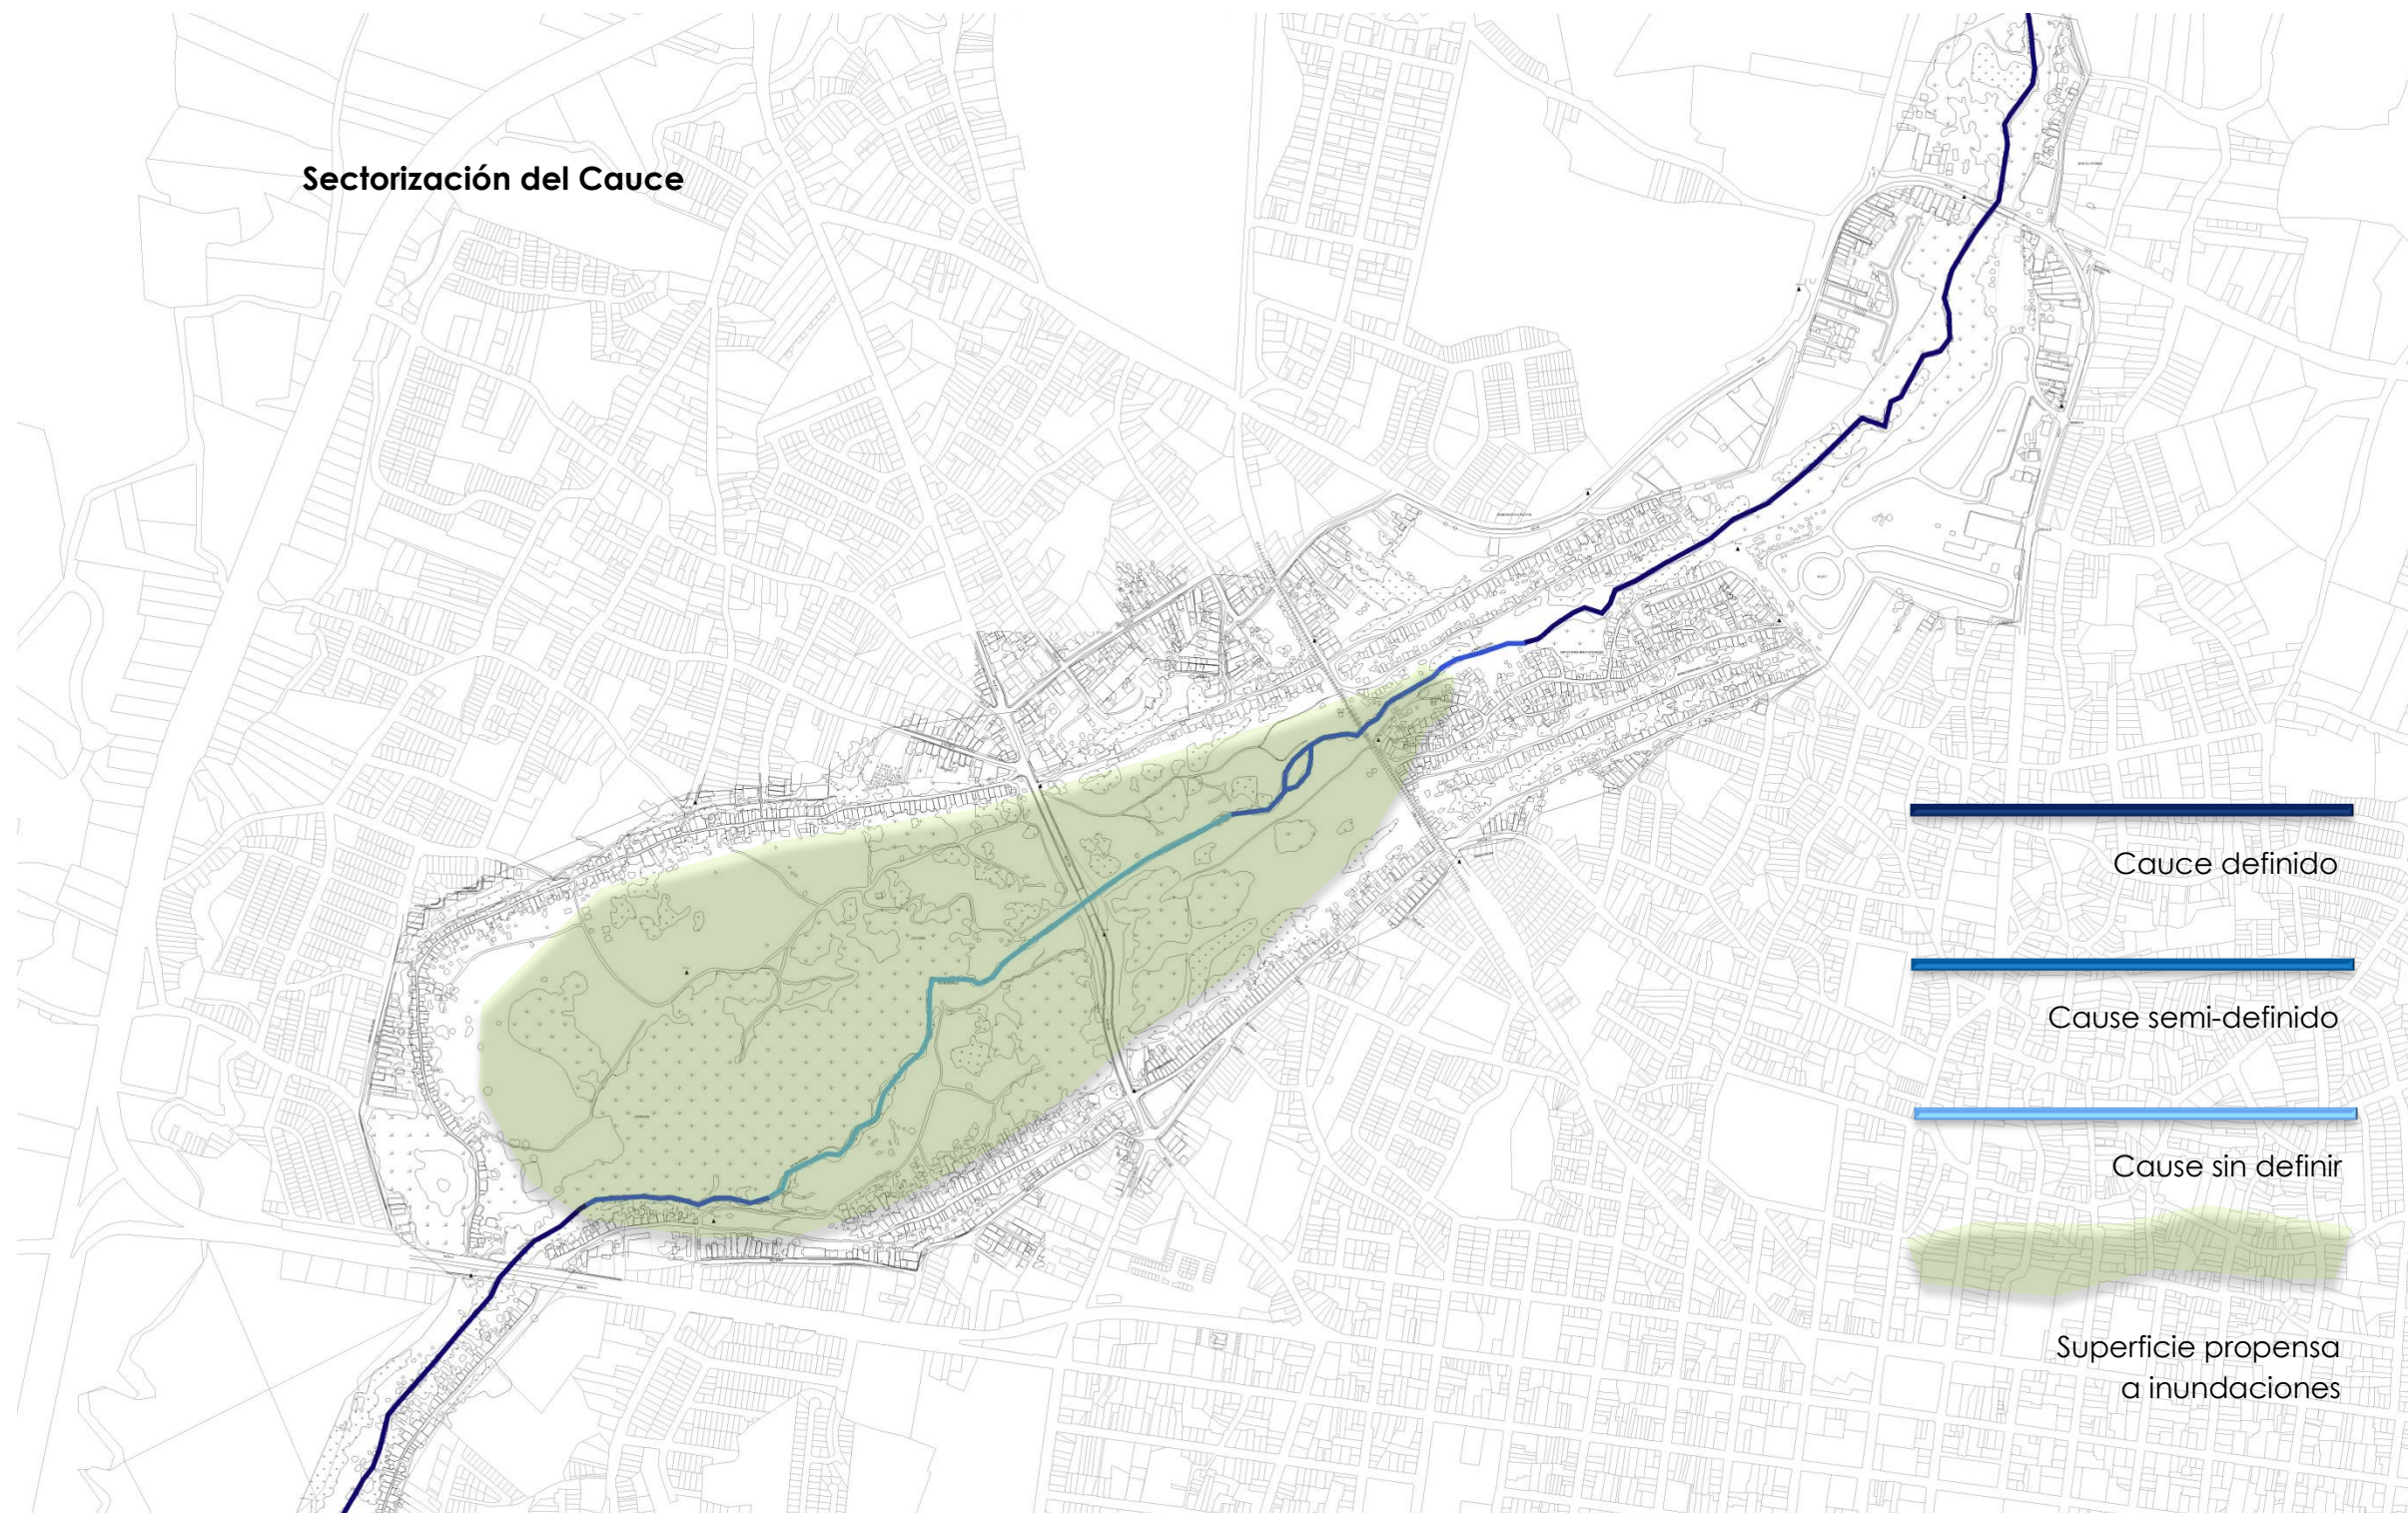 Sectorización del Cauce
Cauce definido
Cause semi-definido
Cause sin definir
Superficie propensa
a inundaciones